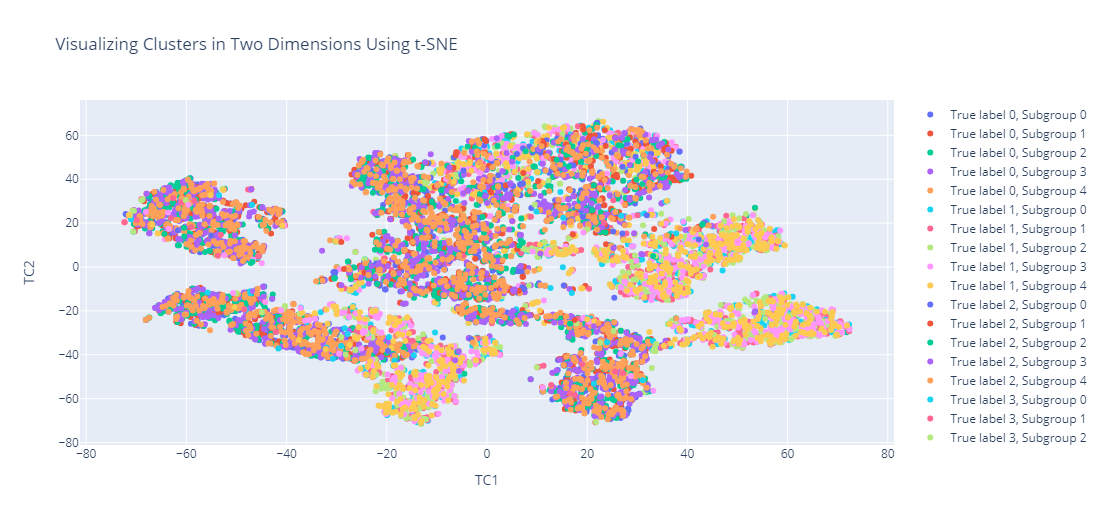 Visualizing Clusters in Two Dimensions Using t-SNE
TC2
60
40
20
0
−20
−40
−60
−80
−80
−60
−40
−20
0
20
40
60
80
TC1
True label 0, Subgroup 0
True label 0, Subgroup 1
True label 0, Subgroup 2
True label 0, Subgroup 3
True label 0, Subgroup 4
True label 1, Subgroup 0
True label 1, Subgroup 1
True label 1, Subgroup 2
True label 1, Subgroup 3
True label 1, Subgroup 4
True label 2, Subgroup 0
True label 2, Subgroup 1
True label 2, Subgroup 2
True label 2, Subgroup 3
True label 2, Subgroup 4
True label 3, Subgroup 0
True label 3, Subgroup 1
True label 3, Subgroup 2